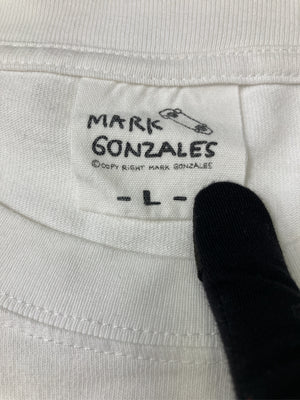 MARK
GONZALES
©COPY RIGHT MARK GONZALES
- L -